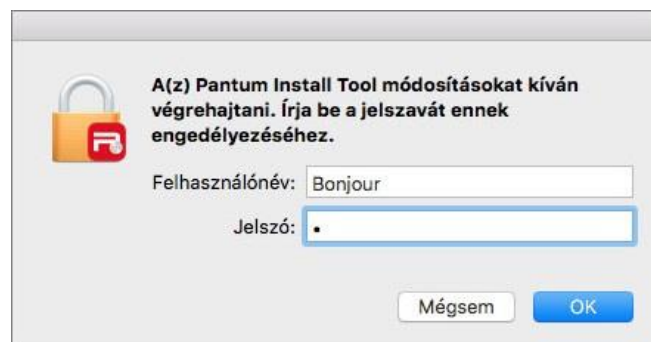 A(z) Pantum Install Tool módosításokat kíván
végrehajtani. Írja be a jelszavát ennek
engedélyezéséhez.
Felhasználónév: Bonjour
Jelszó: •
Mégsem OK